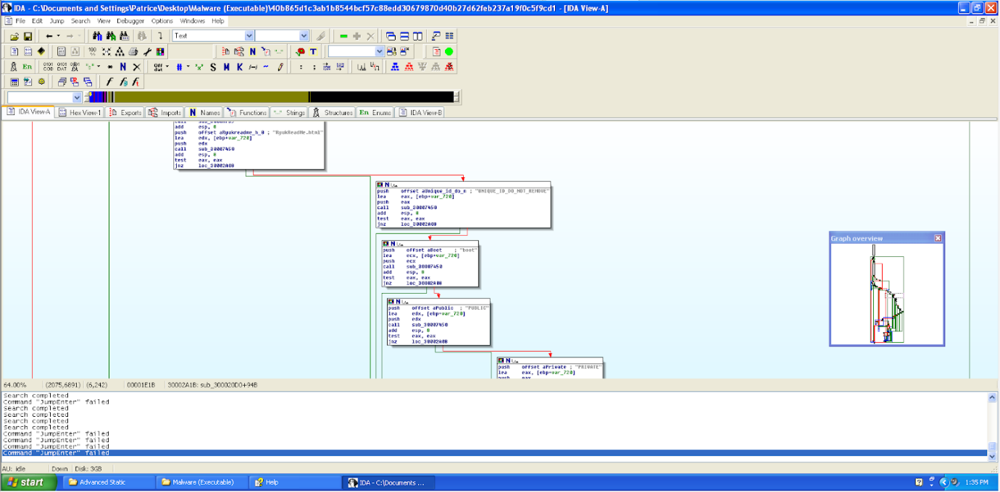 IDA - C:\Documents and Settings\Patrice\Desktop\Malware (Executable)\40b865d1c3ab1b8544bcf57c88edd30679870d40b27d62feb237a19f0c5f9cd1 - [IDA View-A]
File Edit Jump Search View Debugger Options Windows Help
Text
En
IDA View-A Hex View-1 Exports Imports N Names Functions Strings Structures En Enums IDA View-B
add esp, 8
push offset aRyukreadme_h_0 ; "RyukReadMe.html"
lea edx, [ebp+var_720]
push edx
call sub_30007450
add esp, 8
test eax, eax
jnz loc_30002A0B
push offset aUnique_id_do_n ; "UNIQUE_ID_DO_NOT_REMOVE"
lea eax, [ebp+var_720]
push eax
call sub_30007450
add esp, 8
test eax, eax
jnz loc_30002A0B
push offset aBoot ; "boot"
lea ecx, [ebp+var_720]
push ecx
call sub_30007450
add esp, 8
test eax, eax
jnz loc_30002A0B
push offset aPublic ; "PUBLIC"
lea edx, [ebp+var_720]
push edx
call sub_30007450
add esp, 8
test eax, eax
jnz loc_30002A0B
push offset aPrivate ; "PRIVATE"
lea eax, [ebp+var_720]
Graph overview
64.00% (2075,6891) (6,242) 00001E1B 30002A1B: sub_300020D0+94B
Search completed
Command "JumpEnter" failed
Search completed
Search completed
Search completed
Search completed
Command "JumpEnter" failed
Command "JumpEnter" failed
Command "JumpEnter" failed
Command "JumpEnter" failed
AU: idle Down Disk: 3GB
start Advanced Static Malware (Executable) Help IDA - C:\Documents ... 1:35 PM